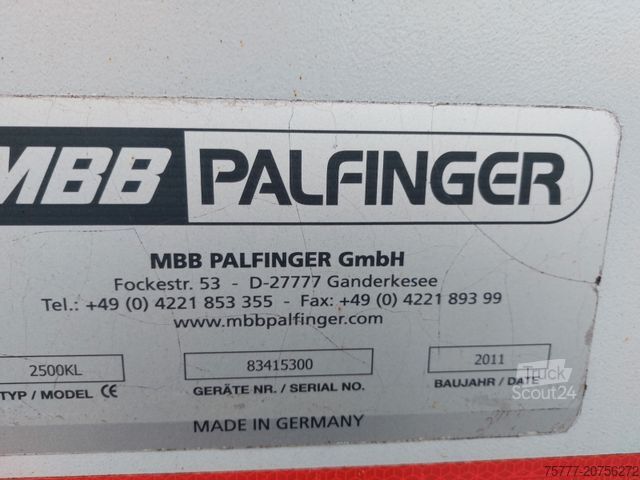 MBB PALFINGER
MBB PALFINGER GmbH
Fockestr. 53 - D-27777 Ganderkesee
Tel.: +49 (0) 4221 853 355 - Fax: +49 (0) 4221 893 99
www.mbbpalfinger.com
2500KL 83415300 2011
TYP / MODEL CE GERÄTE NR. / SERIAL NO. BAUJAHR / DATE
Truck
Scout24
MADE IN GERMANY
75777-20756272